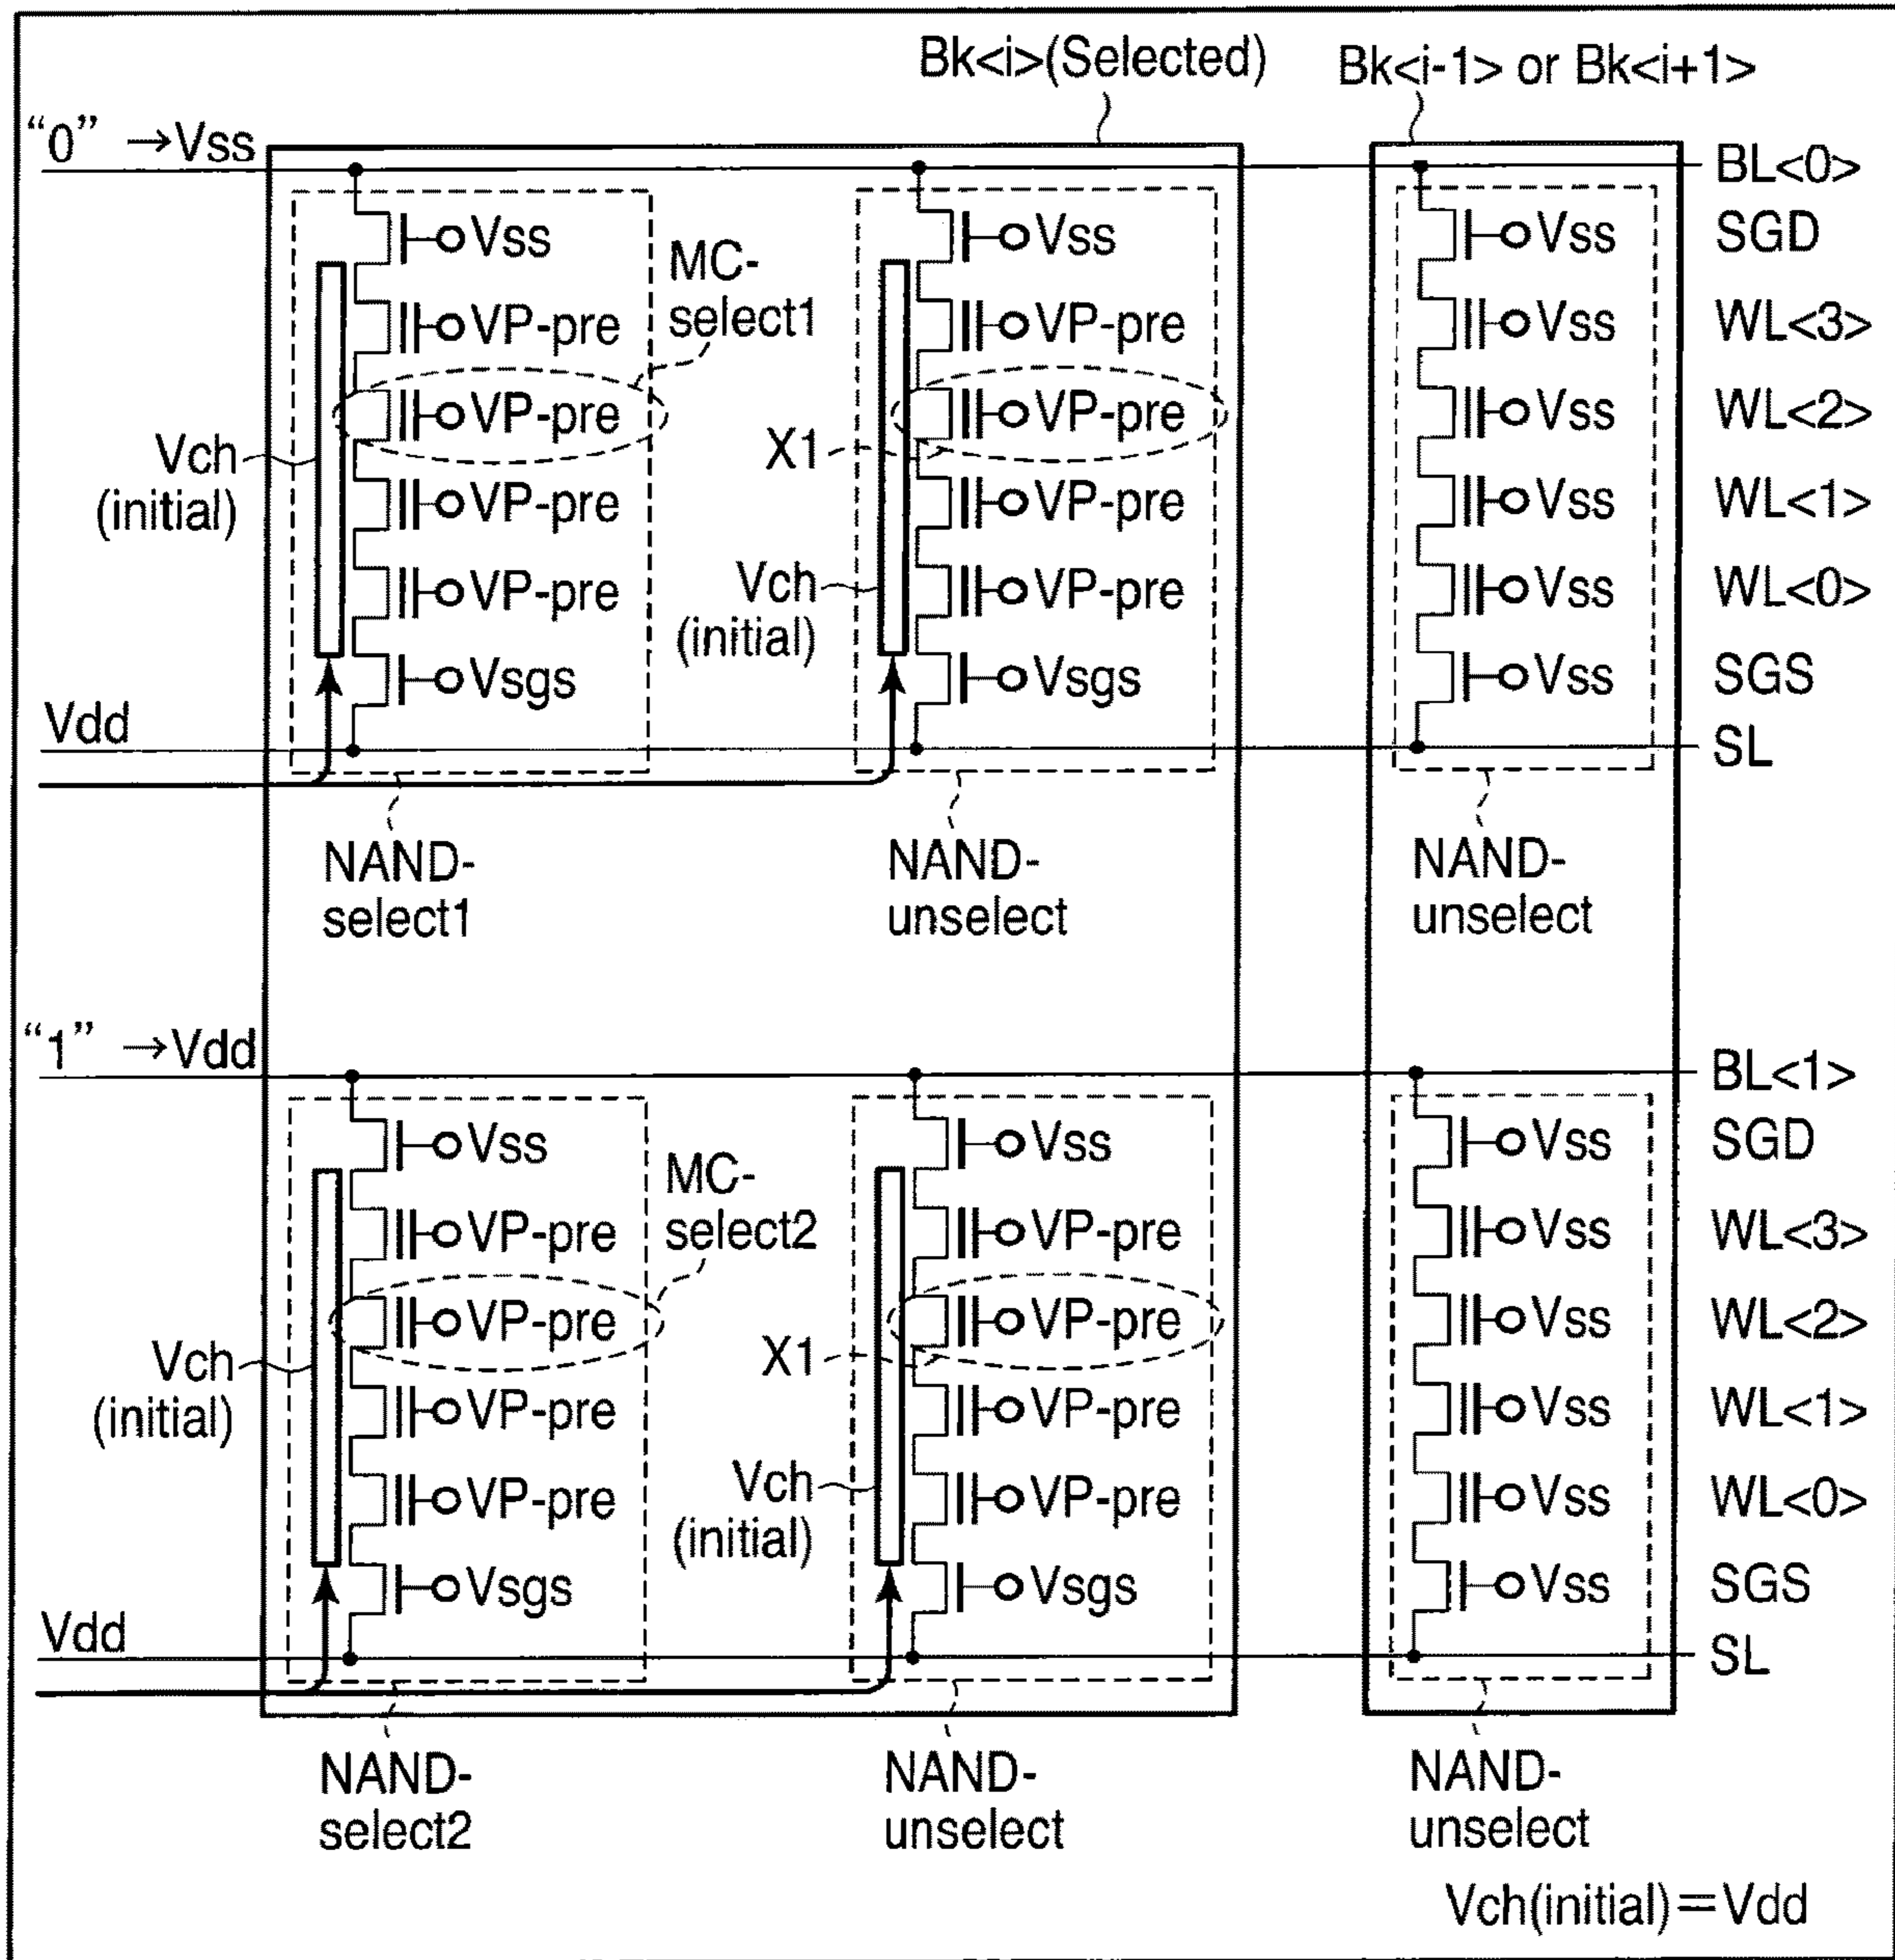 Bk<i>(Selected)
Bk<i-1> or Bk<i+1>
“0” →Vss
BL<0>
Vss
Vss
Vss
SGD
MC-
select1
VP-pre
VP-pre
Vss
WL<3>
VP-pre
VP-pre
Vss
WL<2>
Vch
(initial)
X1
VP-pre
VP-pre
Vss
WL<1>
Vch
(initial)
VP-pre
VP-pre
Vss
WL<0>
Vsgs
Vsgs
Vss
SGS
Vdd
SL
NAND-
select1
NAND-
unselect
NAND-
unselect
“1” →Vdd
BL<1>
Vss
Vss
Vss
SGD
MC-
select2
VP-pre
VP-pre
Vss
WL<3>
VP-pre
VP-pre
Vss
WL<2>
Vch
(initial)
X1
VP-pre
VP-pre
Vss
WL<1>
Vch
(initial)
VP-pre
VP-pre
Vss
WL<0>
Vsgs
Vsgs
Vss
SGS
Vdd
SL
NAND-
select2
NAND-
unselect
NAND-
unselect
Vch(initial)=Vdd